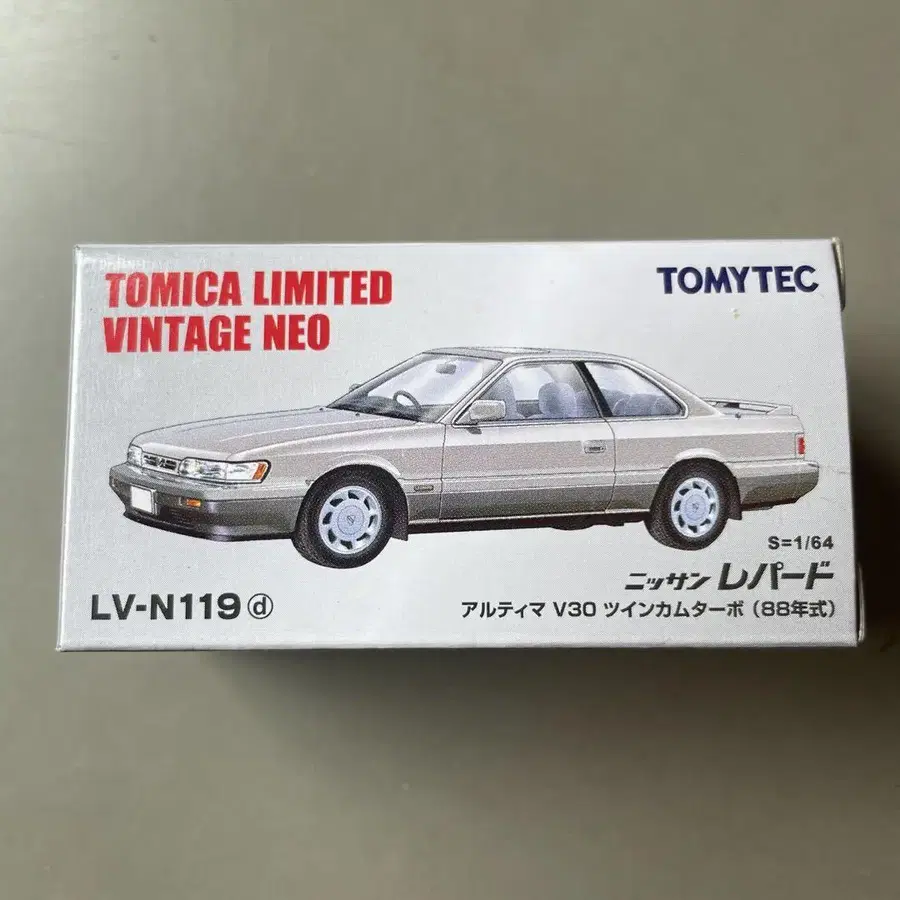 TOMICA LIMITED
VINTAGE NEO
TOMYTEC
S=1/64
ニッサン レパード
LV-N119 ⓓ
アルティマ V30 ツインカムターボ（88年式）